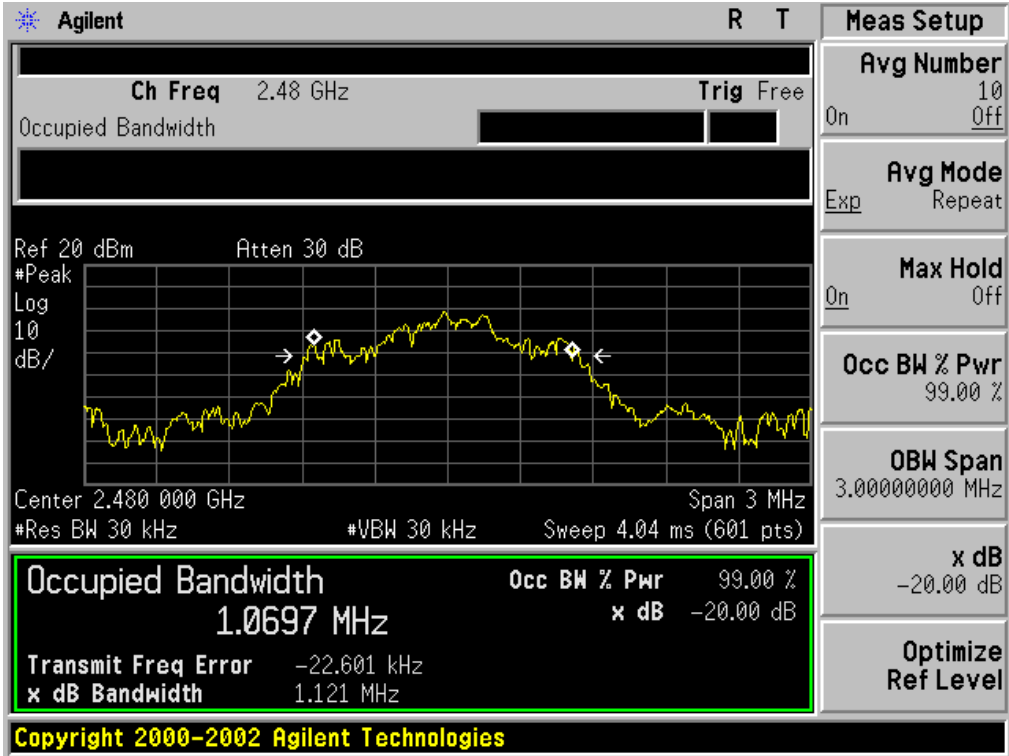 Agilent R T
Ch Freq 2.48 GHz Trig Free
Occupied Bandwidth
Ref 20 dBm Atten 30 dB
#Peak
Log
10
dB/
Center 2.480 000 GHz Span 3 MHz
#Res BW 30 kHz #VBW 30 kHz Sweep 4.04 ms (601 pts)
Occupied Bandwidth Occ BW % Pwr 99.00 %
1.0697 MHz x dB -20.00 dB
Transmit Freq Error -22.601 kHz
x dB Bandwidth 1.121 MHz
Copyright 2000-2002 Agilent Technologies
Meas Setup
Avg Number
10
On Off
Avg Mode
Exp Repeat
Max Hold
On Off
Occ BW % Pwr
99.00 %
OBW Span
3.00000000 MHz
x dB
-20.00 dB
Optimize
Ref Level